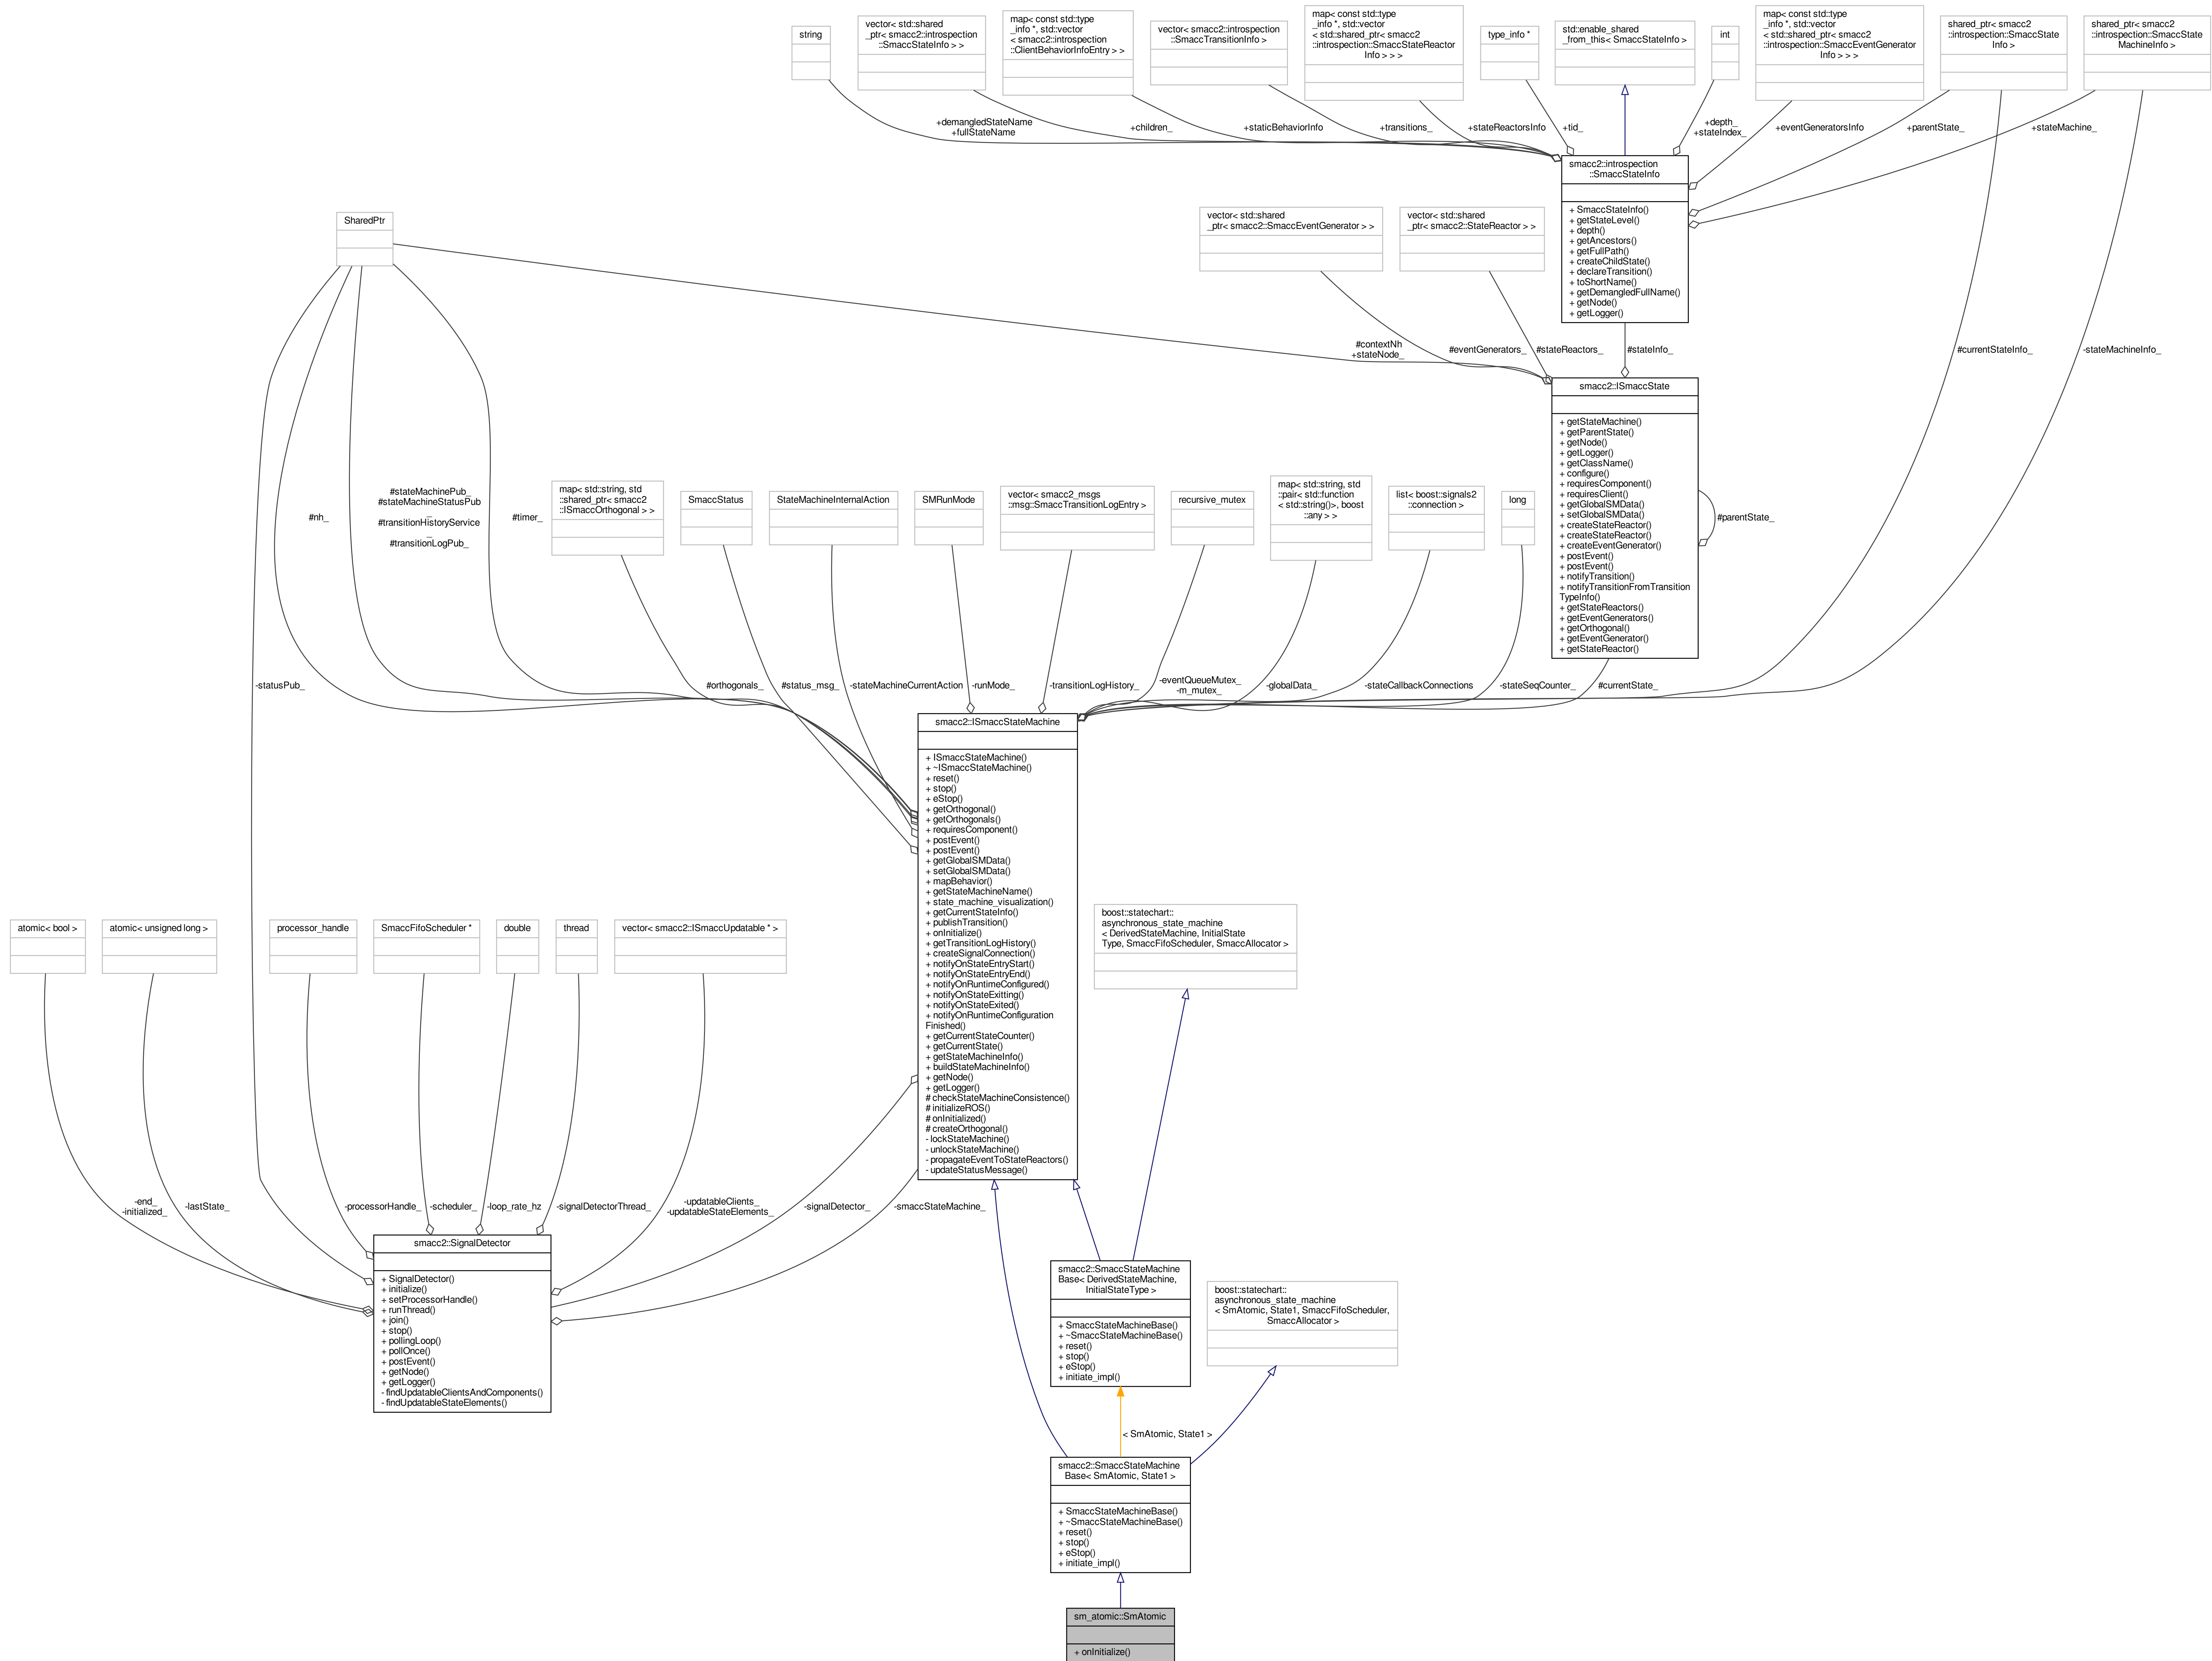 string
vector< std::shared
_ptr< smacc2::introspection
::SmaccStateInfo > >
map< const std::type
_info *, std::vector
< smacc2::introspection
::ClientBehaviorInfoEntry > >
vector< smacc2::introspection
::SmaccTransitionInfo >
map< const std::type
_info *, std::vector
< std::shared_ptr< smacc2
::introspection::SmaccStateReactor
Info > > >
type_info *
std::enable_shared
_from_this< SmaccStateInfo >
int
map< const std::type
_info *, std::vector
< std::shared_ptr< smacc2
::introspection::SmaccEventGenerator
Info > > >
shared_ptr< smacc2
::introspection::SmaccState
Info >
shared_ptr< smacc2
::introspection::SmaccState
MachineInfo >
+demangledStateName
+fullStateName
+children_
+staticBehaviorInfo
+transitions_
+stateReactorsInfo
+tid_
+depth_
+stateIndex_
+eventGeneratorsInfo
+parentState_
+stateMachine_
smacc2::introspection
::SmaccStateInfo
+ SmaccStateInfo()
+ getStateLevel()
+ depth()
+ getAncestors()
+ getFullPath()
+ createChildState()
+ declareTransition()
+ toShortName()
+ getDemangledFullName()
+ getNode()
+ getLogger()
SharedPtr
vector< std::shared
_ptr< smacc2::SmaccEventGenerator > >
vector< std::shared
_ptr< smacc2::StateReactor > >
#contextNh
+stateNode_
#eventGenerators_
#stateReactors_
#stateInfo_
#currentStateInfo_
-stateMachineInfo_
smacc2::ISmaccState
+ getStateMachine()
+ getParentState()
+ getNode()
+ getLogger()
+ getClassName()
+ configure()
+ requiresComponent()
+ requiresClient()
+ getGlobalSMData()
+ setGlobalSMData()
+ createStateReactor()
+ createStateReactor()
+ createEventGenerator()
+ postEvent()
+ postEvent()
+ notifyTransition()
+ notifyTransitionFromTransition
TypeInfo()
+ getStateReactors()
+ getEventGenerators()
+ getOrthogonal()
+ getEventGenerator()
+ getStateReactor()
#parentState_
#nh_
#stateMachinePub_
#stateMachineStatusPub
_
#transitionHistoryService
_
#transitionLogPub_
#timer_
map< std::string, std
::shared_ptr< smacc2
::ISmaccOrthogonal > >
SmaccStatus
StateMachineInternalAction
SMRunMode
vector< smacc2_msgs
::msg::SmaccTransitionLogEntry >
recursive_mutex
map< std::string, std
::pair< std::function
< std::string()>, boost
::any > >
list< boost::signals2
::connection >
long
-statusPub_
#orthogonals_
#status_msg_
-stateMachineCurrentAction
-runMode_
-transitionLogHistory_
-eventQueueMutex_
-m_mutex_
-globalData_
-stateCallbackConnections
-stateSeqCounter_
#currentState_
smacc2::ISmaccStateMachine
+ ISmaccStateMachine()
+ ~ISmaccStateMachine()
+ reset()
+ stop()
+ eStop()
+ getOrthogonal()
+ getOrthogonals()
+ requiresComponent()
+ postEvent()
+ postEvent()
+ getGlobalSMData()
+ setGlobalSMData()
+ mapBehavior()
+ getStateMachineName()
+ state_machine_visualization()
+ getCurrentStateInfo()
+ publishTransition()
+ onInitialize()
+ getTransitionLogHistory()
+ createSignalConnection()
+ notifyOnStateEntryStart()
+ notifyOnStateEntryEnd()
+ notifyOnRuntimeConfigured()
+ notifyOnStateExitting()
+ notifyOnStateExited()
+ notifyOnRuntimeConfiguration
Finished()
+ getCurrentStateCounter()
+ getCurrentState()
+ getStateMachineInfo()
+ buildStateMachineInfo()
+ getNode()
+ getLogger()
# checkStateMachineConsistence()
# initializeROS()
# onInitialized()
# createOrthogonal()
- lockStateMachine()
- unlockStateMachine()
- propagateEventToStateReactors()
- updateStatusMessage()
atomic< bool >
atomic< unsigned long >
processor_handle
SmaccFifoScheduler *
double
thread
vector< smacc2::ISmaccUpdatable * >
boost::statechart::
asynchronous_state_machine
< DerivedStateMachine, InitialState
Type, SmaccFifoScheduler, SmaccAllocator >
-end_
-initialized_
-lastState_
-processorHandle_
-scheduler_
-loop_rate_hz
-signalDetectorThread_
-updatableClients_
-updatableStateElements_
-signalDetector_
-smaccStateMachine_
smacc2::SignalDetector
+ SignalDetector()
+ initialize()
+ setProcessorHandle()
+ runThread()
+ join()
+ stop()
+ pollingLoop()
+ pollOnce()
+ postEvent()
+ getNode()
+ getLogger()
- findUpdatableClientsAndComponents()
- findUpdatableStateElements()
smacc2::SmaccStateMachine
Base< DerivedStateMachine,
InitialStateType >
+ SmaccStateMachineBase()
+ ~SmaccStateMachineBase()
+ reset()
+ stop()
+ eStop()
+ initiate_impl()
boost::statechart::
asynchronous_state_machine
< SmAtomic, State1, SmaccFifoScheduler,
SmaccAllocator >
< SmAtomic, State1 >
smacc2::SmaccStateMachine
Base< SmAtomic, State1 >
+ SmaccStateMachineBase()
+ ~SmaccStateMachineBase()
+ reset()
+ stop()
+ eStop()
+ initiate_impl()
sm_atomic::SmAtomic
+ onInitialize()